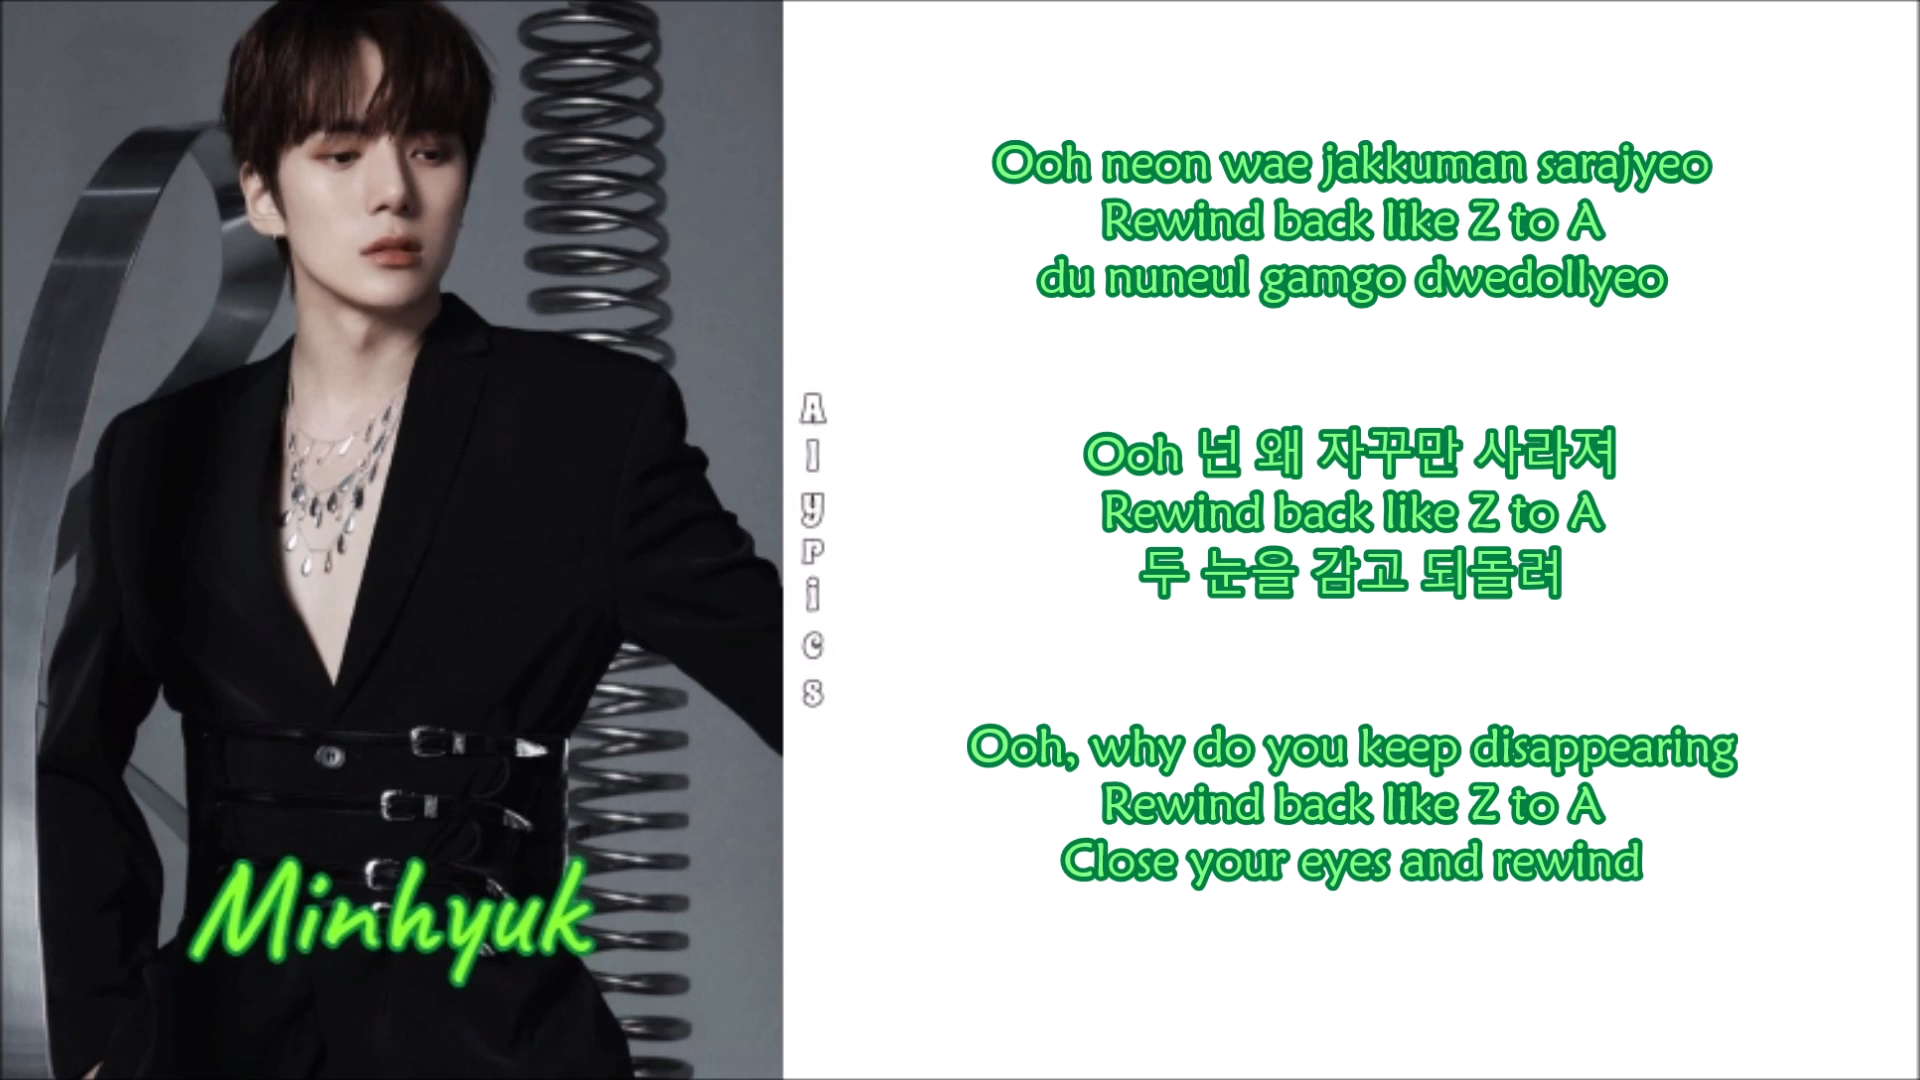 Minhyuk
AlyPics
Ooh neon wae jakkuman sarajyeo
Rewind back like Z to A
du nuneul gamgo dwedollyeo
Ooh 넌 왜 자꾸만 사라져
Rewind back like Z to A
두 눈을 감고 되돌려
Ooh, why do you keep disappearing
Rewind back like Z to A
Close your eyes and rewind